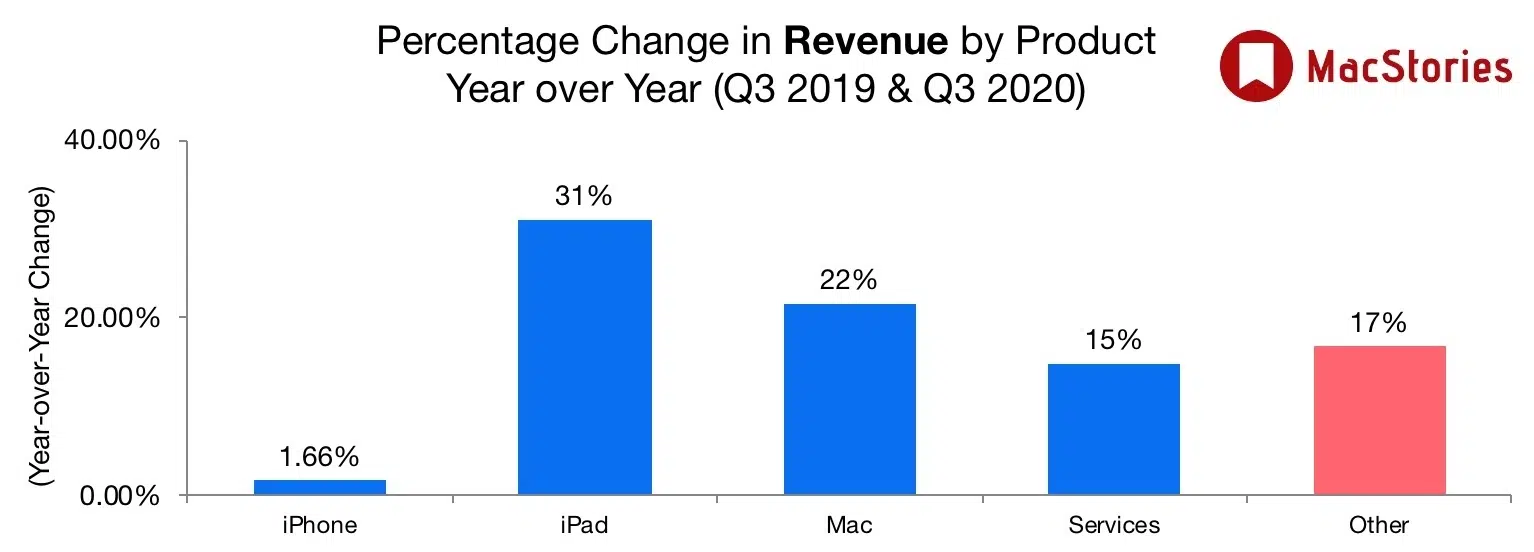 Percentage Change in Revenue by Product
Year over Year (Q3 2019 & Q3 2020)
MacStories
(Year-over-Year Change)
40.00%
20.00%
0.00%
1.66%
31%
22%
15%
17%
iPhone
iPad
Mac
Services
Other